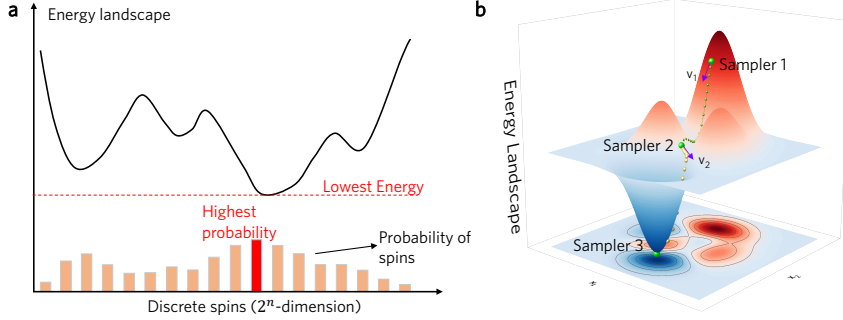 a
Energy landscape
Lowest Energy
Highest
probability
Probability of
spins
Discrete spins (2ⁿ-dimension)
b
Energy Landscape
Sampler 1
v₁
Sampler 2
v₂
Sampler 3